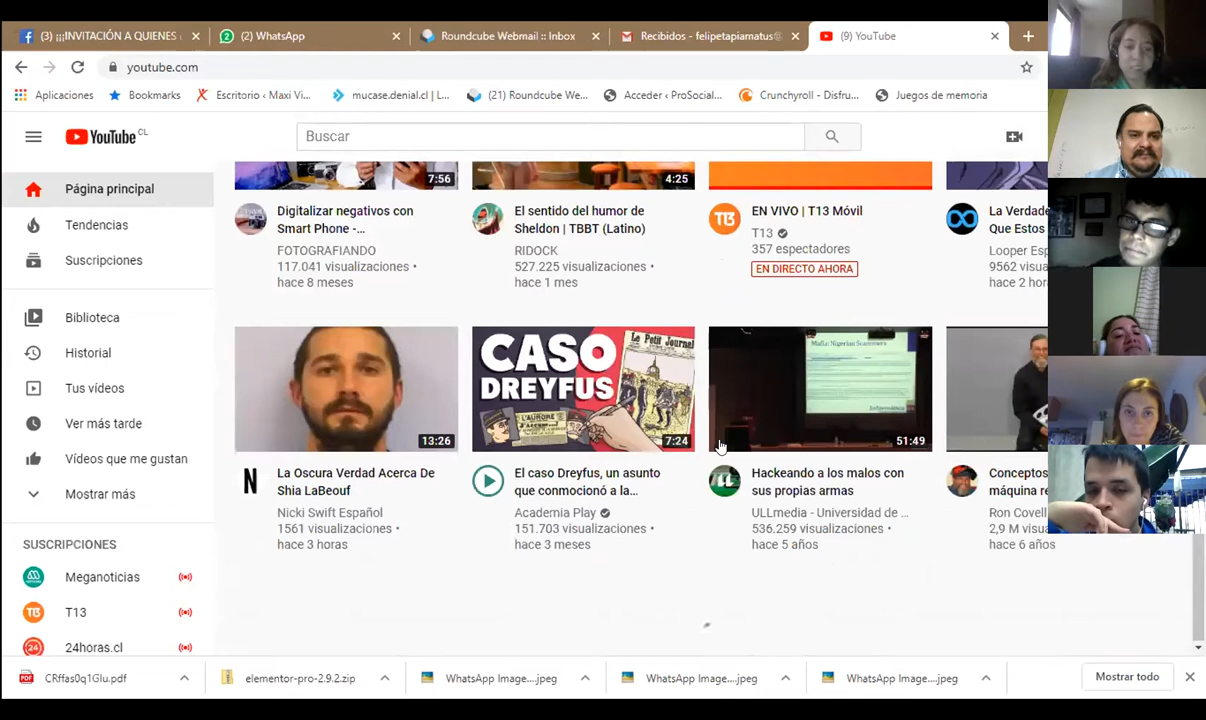 (3) ¡¡¡INVITACIÓN A QUIENES
(2) WhatsApp
Roundcube Webmail :: Inbox
Recibidos - felipetapiamatus@
(9) YouTube
youtube.com
Aplicaciones
Bookmarks
Escritorio ‹ Maxi Vi...
mucase.denial.cl | L...
(21) Roundcube We...
Acceder ‹ ProSocial...
Crunchyroll - Disfru...
Juegos de memoria
YouTube CL
Buscar
Página principal
Tendencias
Suscripciones
Biblioteca
Historial
Tus vídeos
Ver más tarde
Vídeos que me gustan
Mostrar más
SUSCRIPCIONES
Meganoticias
T13
24horas.cl
7:56
Digitalizar negativos con
Smart Phone -...
FOTOGRAFIANDO
117.041 visualizaciones •
hace 8 meses
4:25
El sentido del humor de
Sheldon | TBBT (Latino)
RIDOCK
527.225 visualizaciones •
hace 1 mes
EN VIVO | T13 Móvil
T13
357 espectadores
EN DIRECTO AHORA
La Verdade
Que Estos
Looper Esp
9562 visual
hace 2 hor
13:26
La Oscura Verdad Acerca De
Shia LaBeouf
Nicki Swift Español
1561 visualizaciones •
hace 3 horas
CASO
DREYFUS
Le Petit Journal
L'AURORE
J'Accuse
7:24
El caso Dreyfus, un asunto
que conmocionó a la...
Academia Play
151.703 visualizaciones •
hace 3 meses
Mafia: Nigerian Scammers
51:49
Hackeando a los malos con
sus propias armas
ULLmedia - Universidad de ...
536.259 visualizaciones •
hace 5 años
Conceptos
máquina re
Ron Covell
2,9 M visualiza
hace 6 años
CRffas0q1Glu.pdf
elementor-pro-2.9.2.zip
WhatsApp Image....jpeg
WhatsApp Image....jpeg
WhatsApp Image....jpeg
Mostrar todo